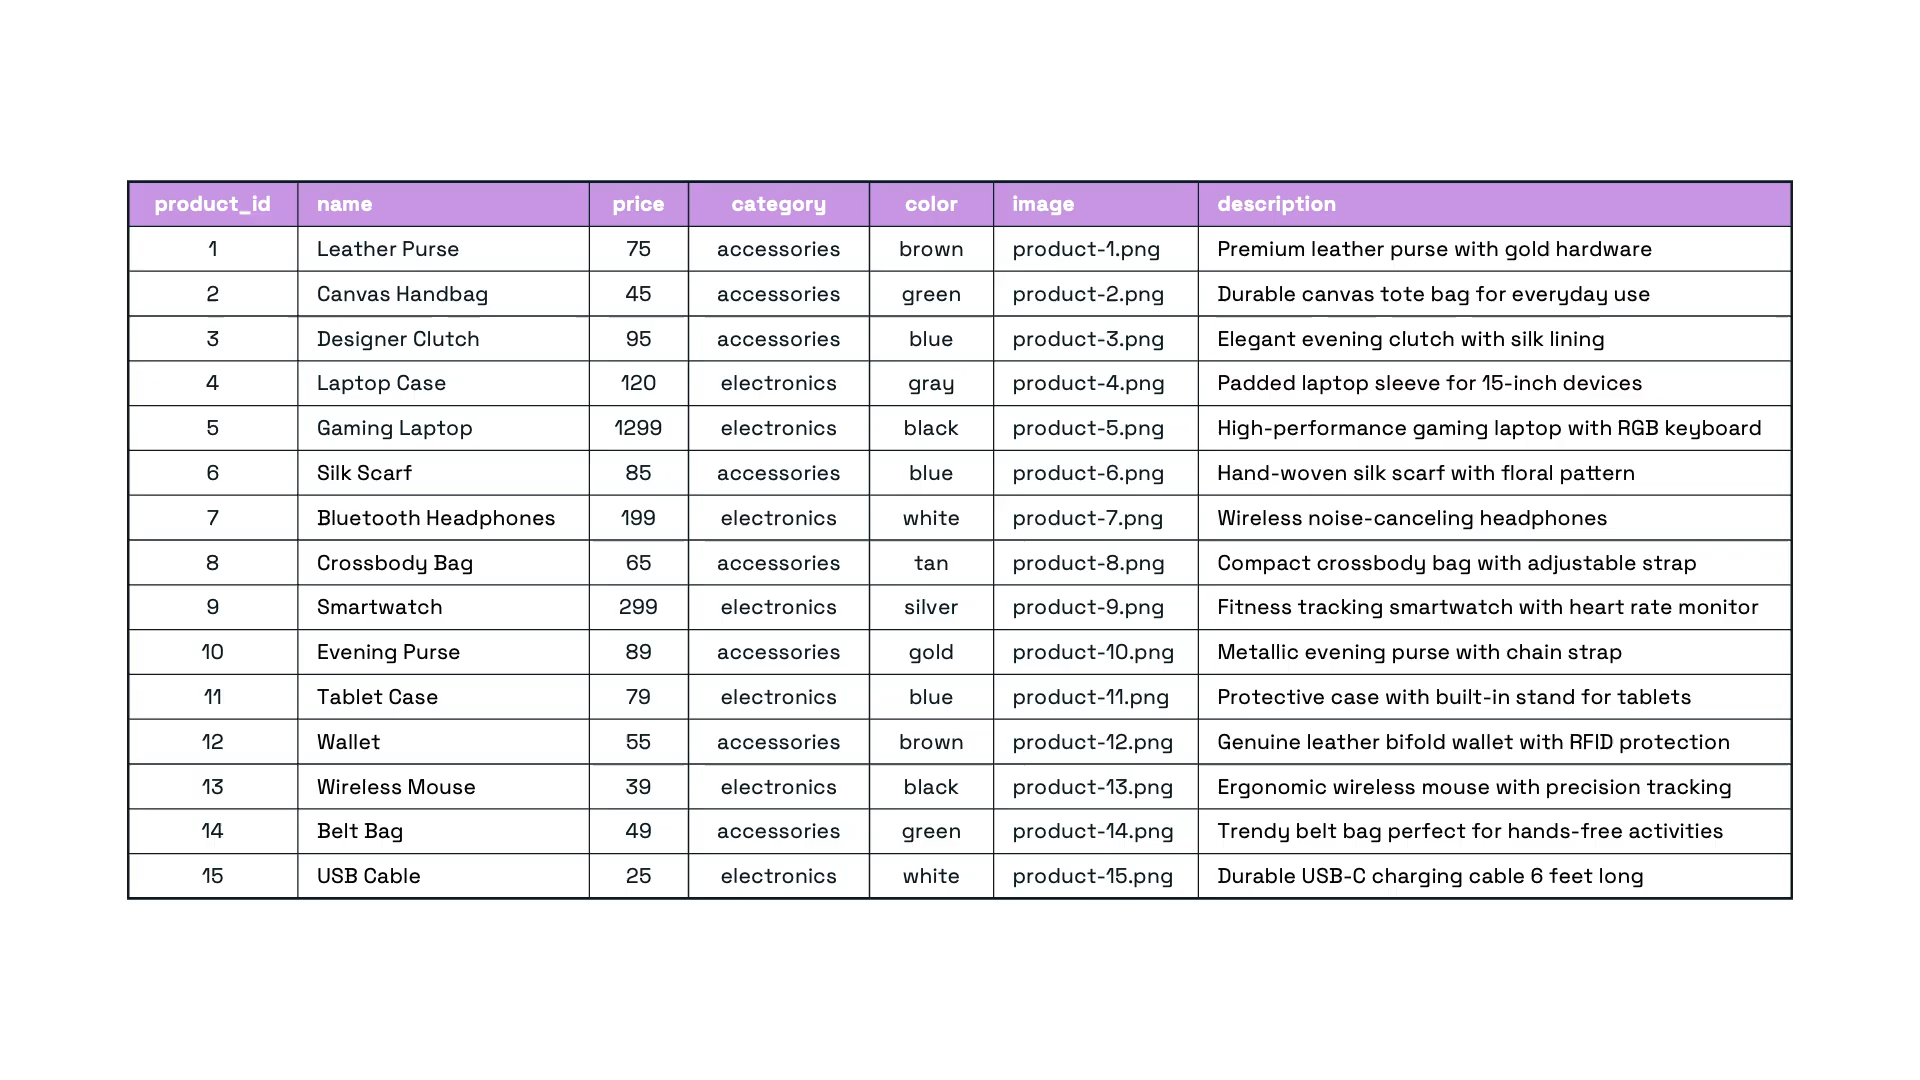 product_id name price category color image description
1 Leather Purse 75 accessories brown product-1.png Premium leather purse with gold hardware
2 Canvas Handbag 45 accessories green product-2.png Durable canvas tote bag for everyday use
3 Designer Clutch 95 accessories blue product-3.png Elegant evening clutch with silk lining
4 Laptop Case 120 electronics gray product-4.png Padded laptop sleeve for 15-inch devices
5 Gaming Laptop 1299 electronics black product-5.png High-performance gaming laptop with RGB keyboard
6 Silk Scarf 85 accessories blue product-6.png Hand-woven silk scarf with floral pattern
7 Bluetooth Headphones 199 electronics white product-7.png Wireless noise-canceling headphones
8 Crossbody Bag 65 accessories tan product-8.png Compact crossbody bag with adjustable strap
9 Smartwatch 299 electronics silver product-9.png Fitness tracking smartwatch with heart rate monitor
10 Evening Purse 89 accessories gold product-10.png Metallic evening purse with chain strap
11 Tablet Case 79 electronics blue product-11.png Protective case with built-in stand for tablets
12 Wallet 55 accessories brown product-12.png Genuine leather bifold wallet with RFID protection
13 Wireless Mouse 39 electronics black product-13.png Ergonomic wireless mouse with precision tracking
14 Belt Bag 49 accessories green product-14.png Trendy belt bag perfect for hands-free activities
15 USB Cable 25 electronics white product-15.png Durable USB-C charging cable 6 feet long